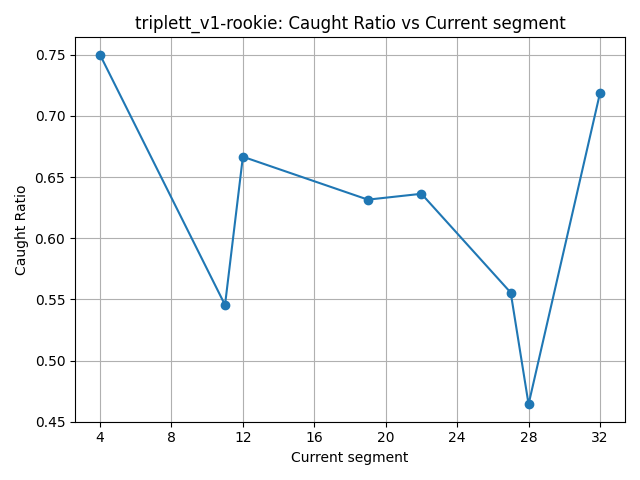 triplett_v1-rookie: Caught Ratio vs Current segment
0.75
0.70
0.65
0.60
0.55
0.50
0.45
Caught Ratio
4 8 12 16 20 24 28 32
Current segment